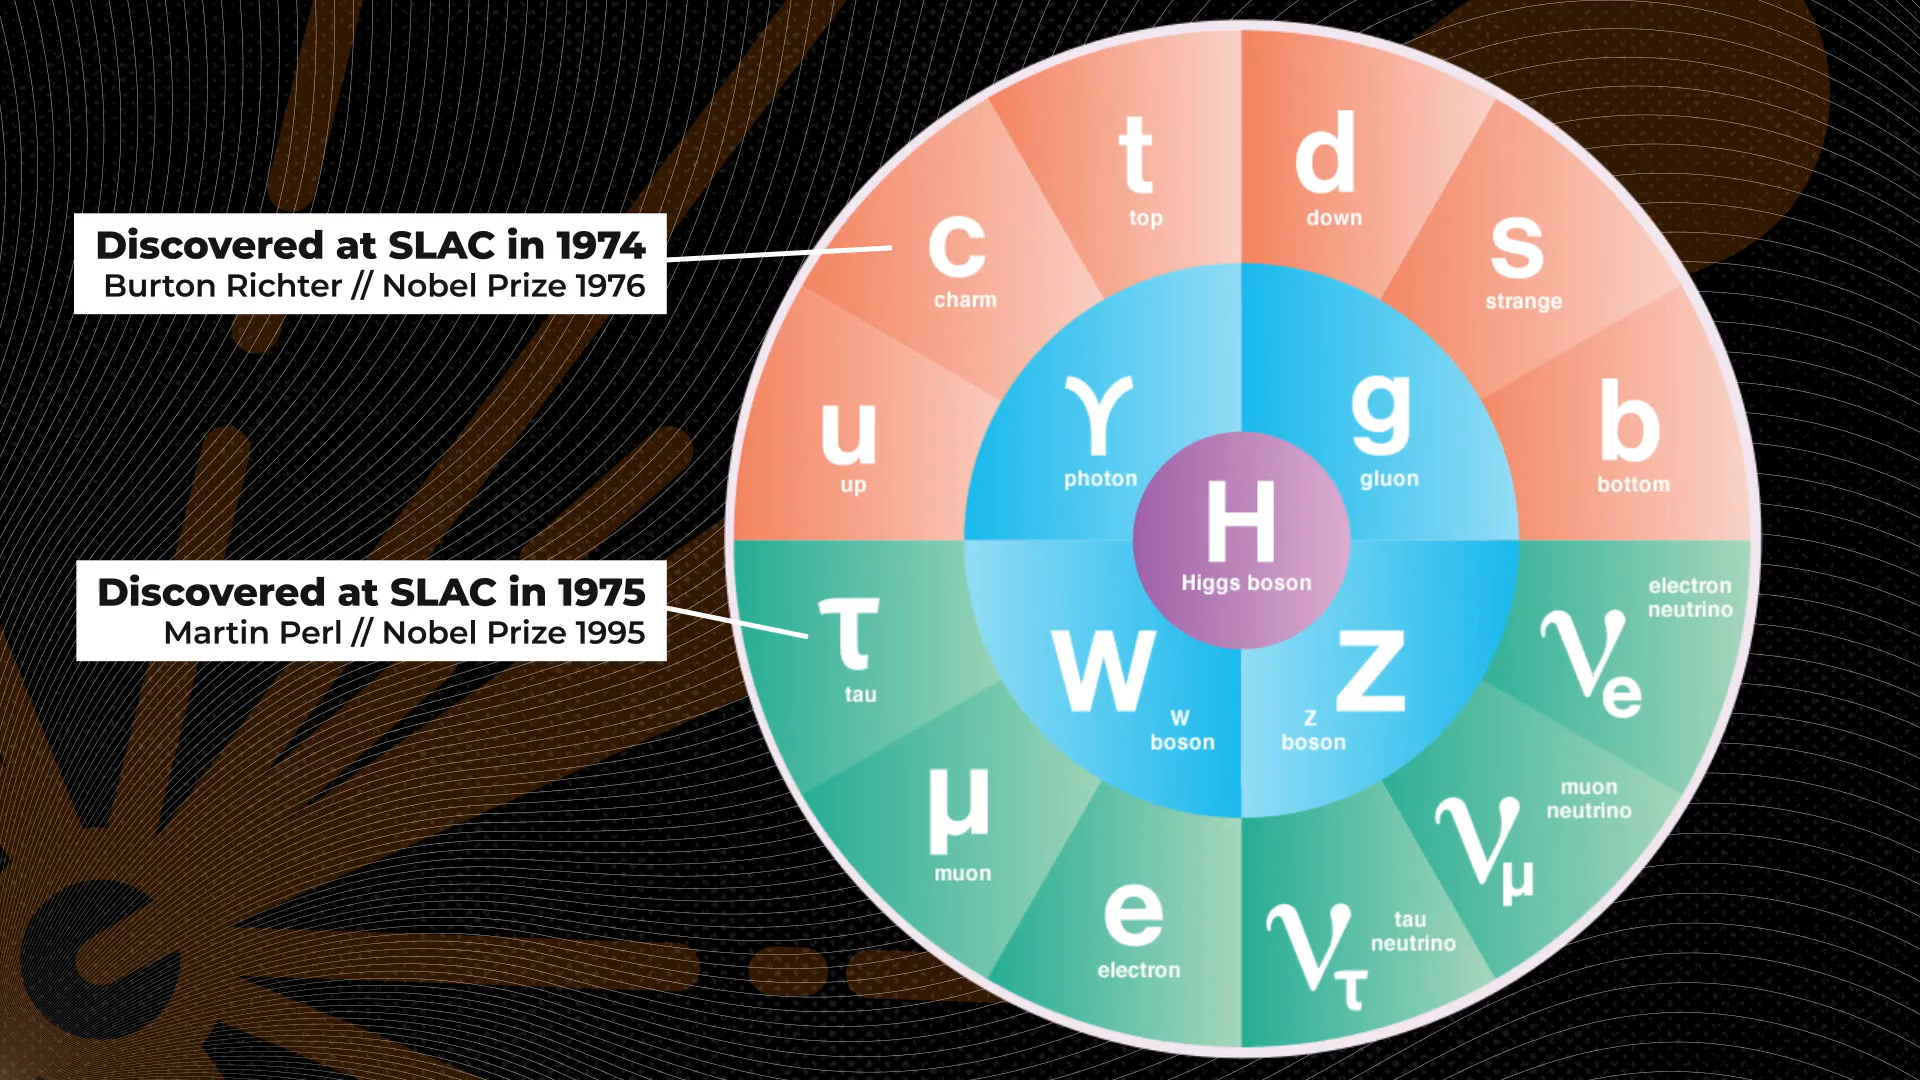 Discovered at SLAC in 1974
Burton Richter // Nobel Prize 1976
Discovered at SLAC in 1975
Martin Perl // Nobel Prize 1995
t
top
d
down
c
charm
s
strange
u
up
b
bottom
γ
photon
g
gluon
H
Higgs boson
W
W
boson
Z
Z
boson
τ
tau
electron
neutrino
νe
μ
muon
muon
neutrino
νμ
e
electron
ντ
tau
neutrino